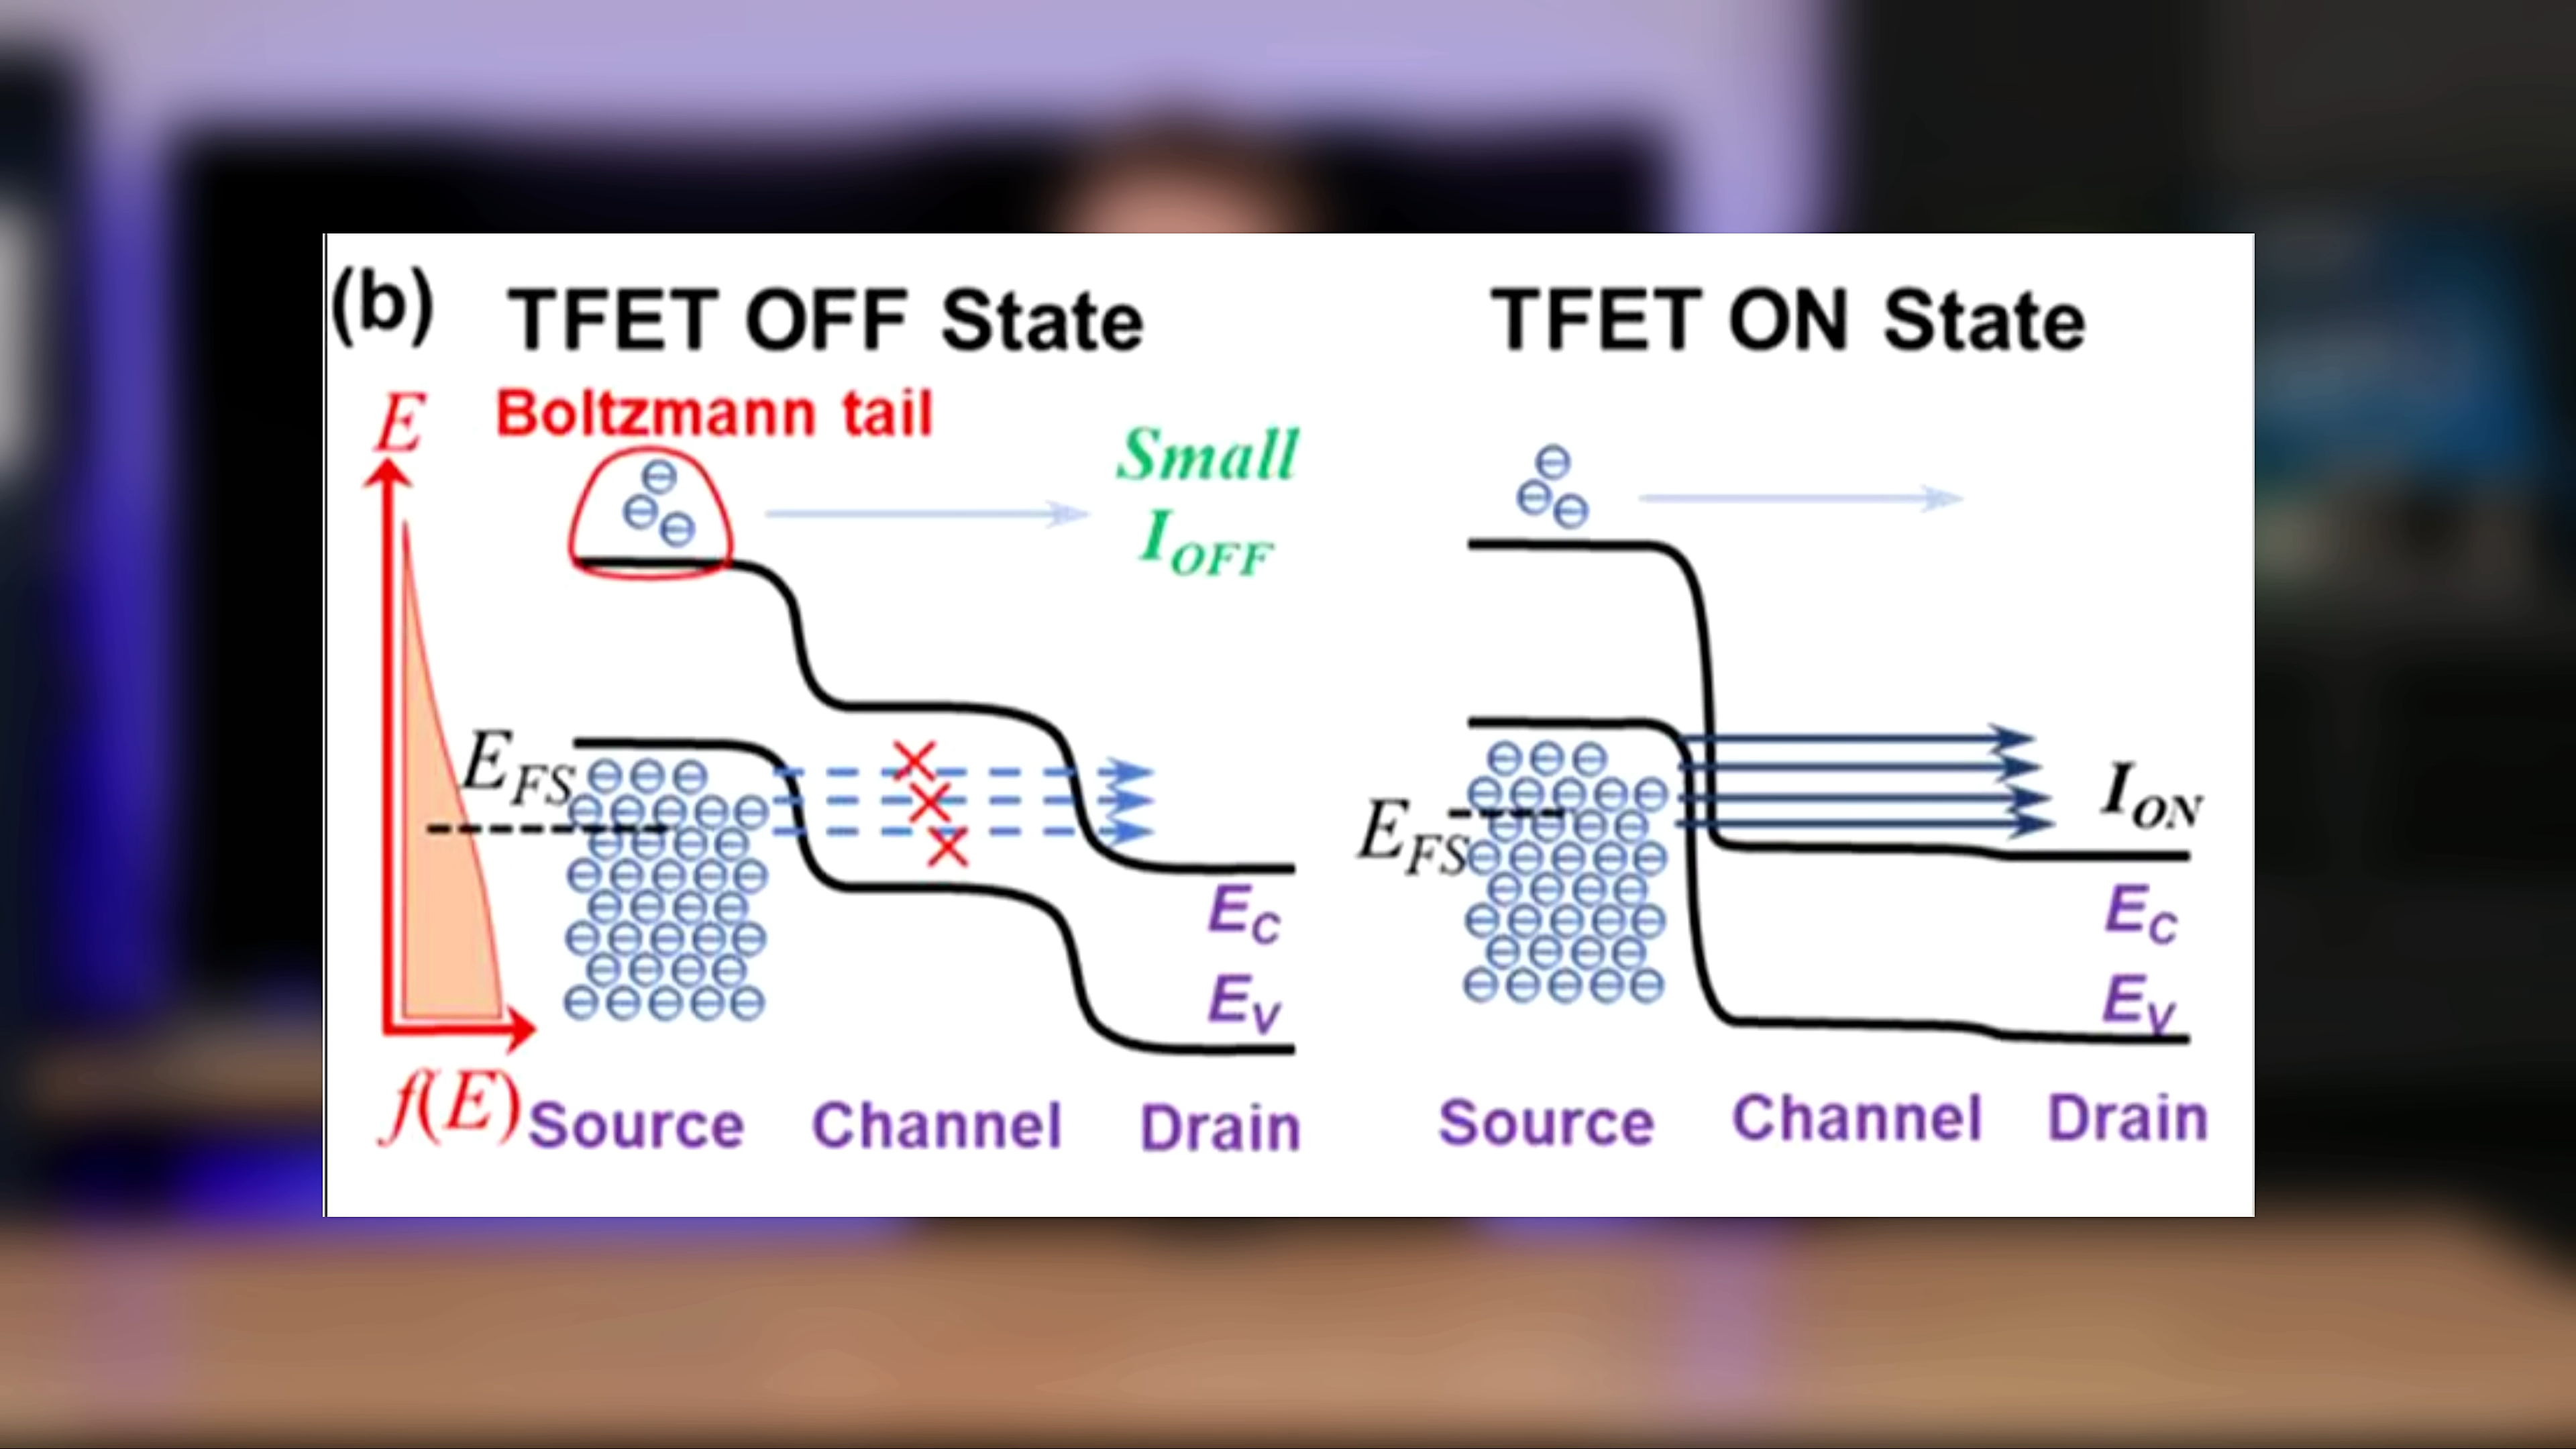 (b)
TFET OFF State
TFET ON State
E
Boltzmann tail
Small
I_OFF
E_FS
E_FS
I_ON
E_C
E_V
E_C
E_V
f(E)
Source
Channel
Drain
Source
Channel
Drain